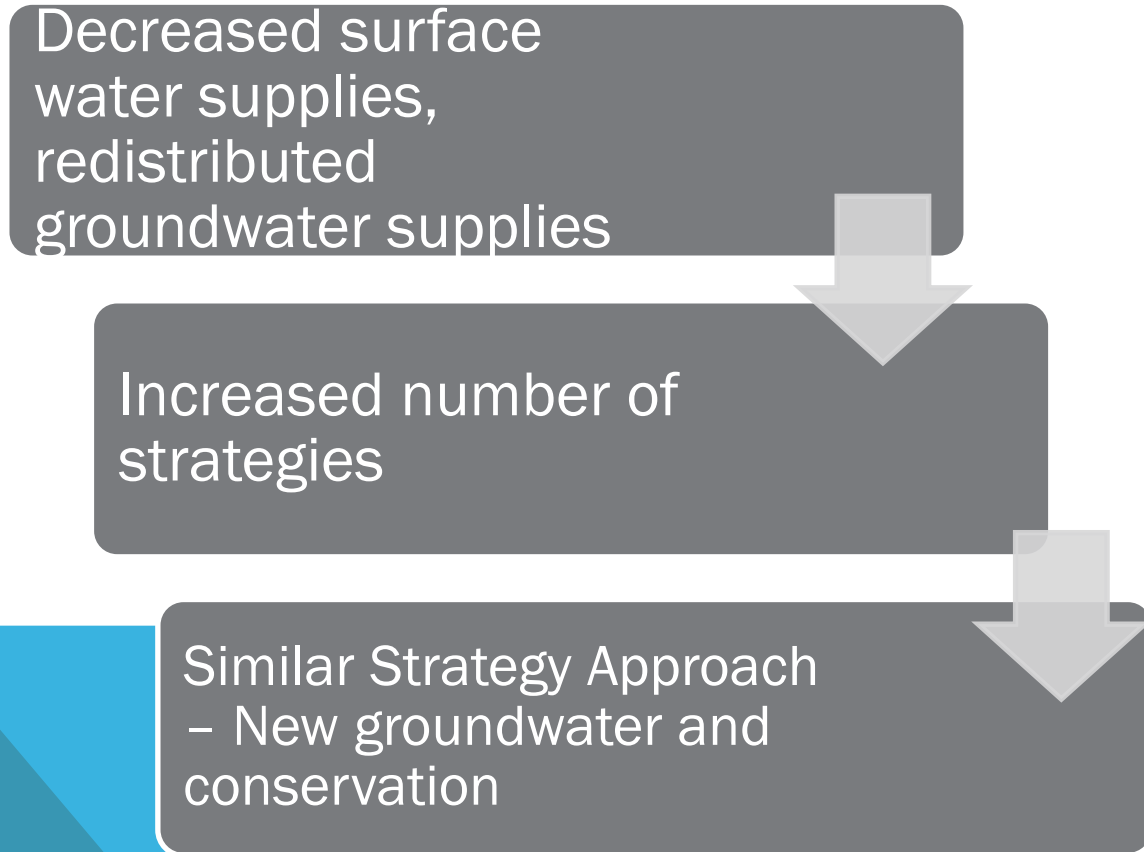 Decreased surface
water supplies,
redistributed
groundwater supplies
Increased number of
strategies
Similar Strategy Approach
– New groundwater and
conservation